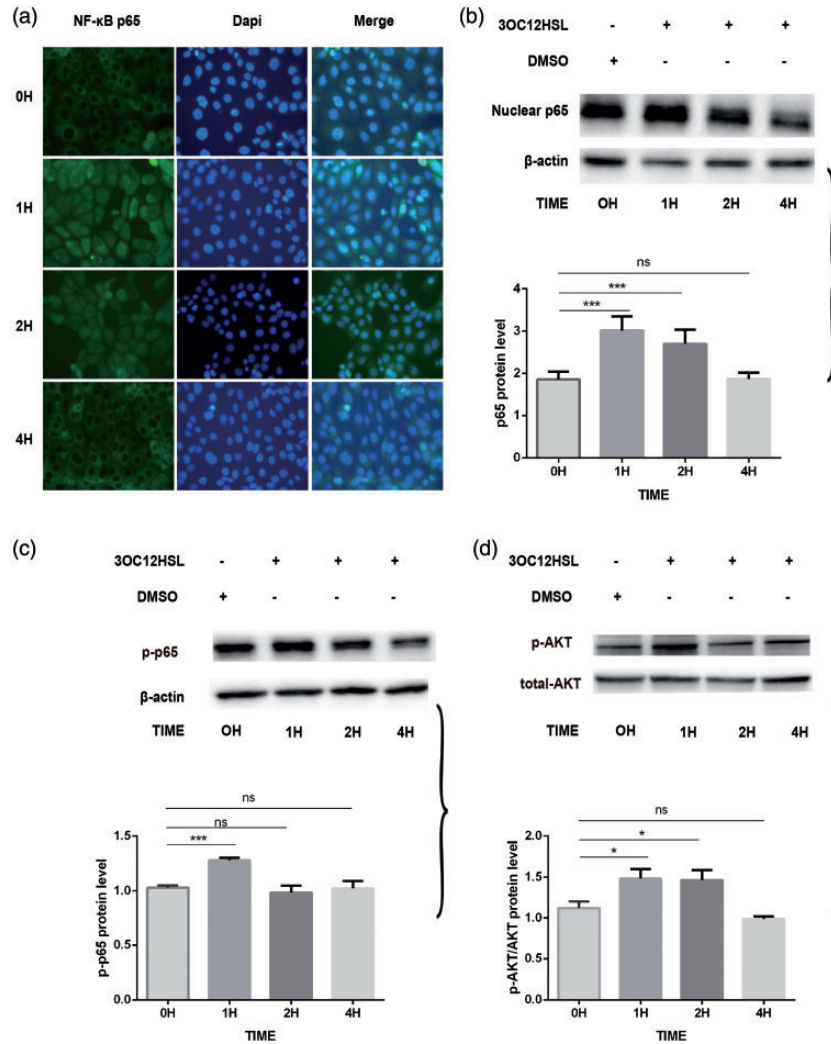 (a)
NF-κB p65 Dapi Merge
0H
1H
2H
4H
(b)
3OC12HSL - + + +
DMSO + - - -
Nuclear p65
β-actin
TIME OH 1H 2H 4H
ns
***
***
p65 protein level
4
3
2
1
0
0H 1H 2H 4H
TIME
(c)
3OC12HSL - + + +
DMSO + - - -
p-p65
β-actin
TIME OH 1H 2H 4H
ns
ns
***
p-p65 protein level
1.5
1.0
0.5
0.0
0H 1H 2H 4H
TIME
(d)
3OC12HSL - + + +
DMSO + - - -
p-AKT
total-AKT
TIME OH 1H 2H 4H
ns
*
*
p-AKT/AKT protein level
2.0
1.5
1.0
0.5
0.0
0H 1H 2H 4H
TIME